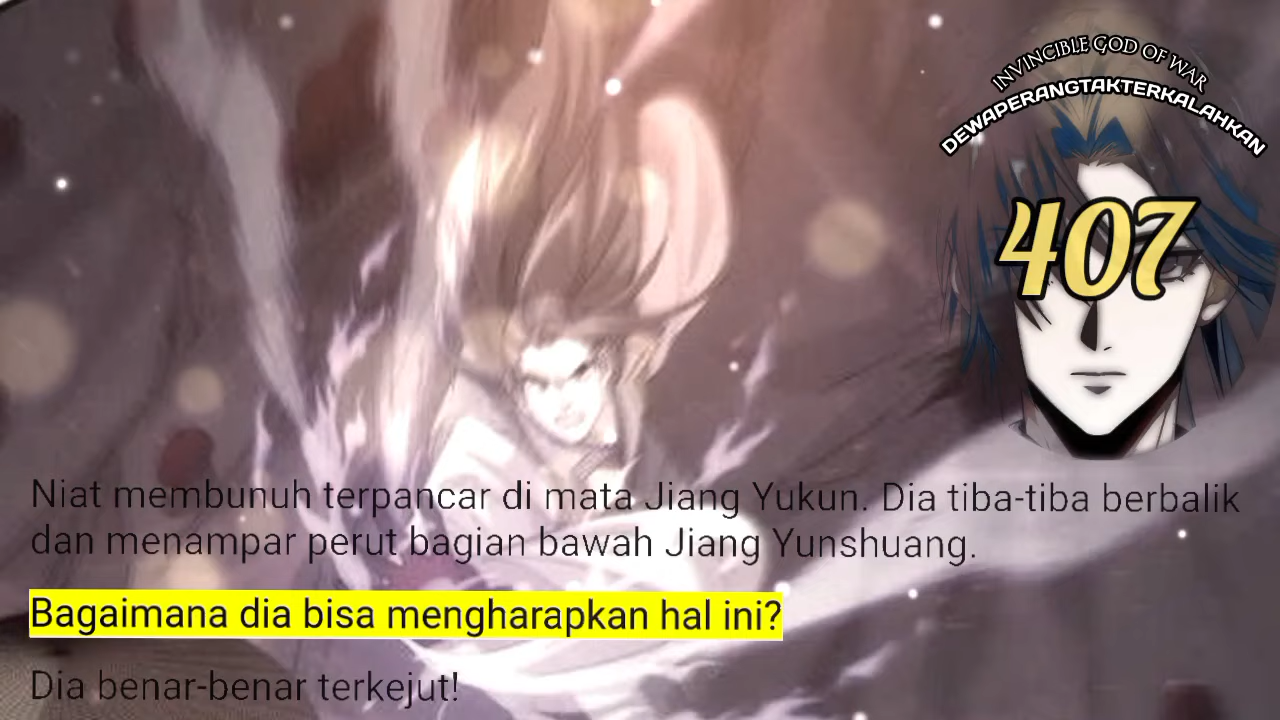 INVINCIBLE GOD OF WAR
DEWAPERANGTAKTERKALAHKAN
407
Niat membunuh terpancar di mata Jiang Yukun. Dia tiba-tiba berbalik
dan menampar perut bagian bawah Jiang Yunshuang.
Bagaimana dia bisa mengharapkan hal ini?
Dia benar-benar terkejut!